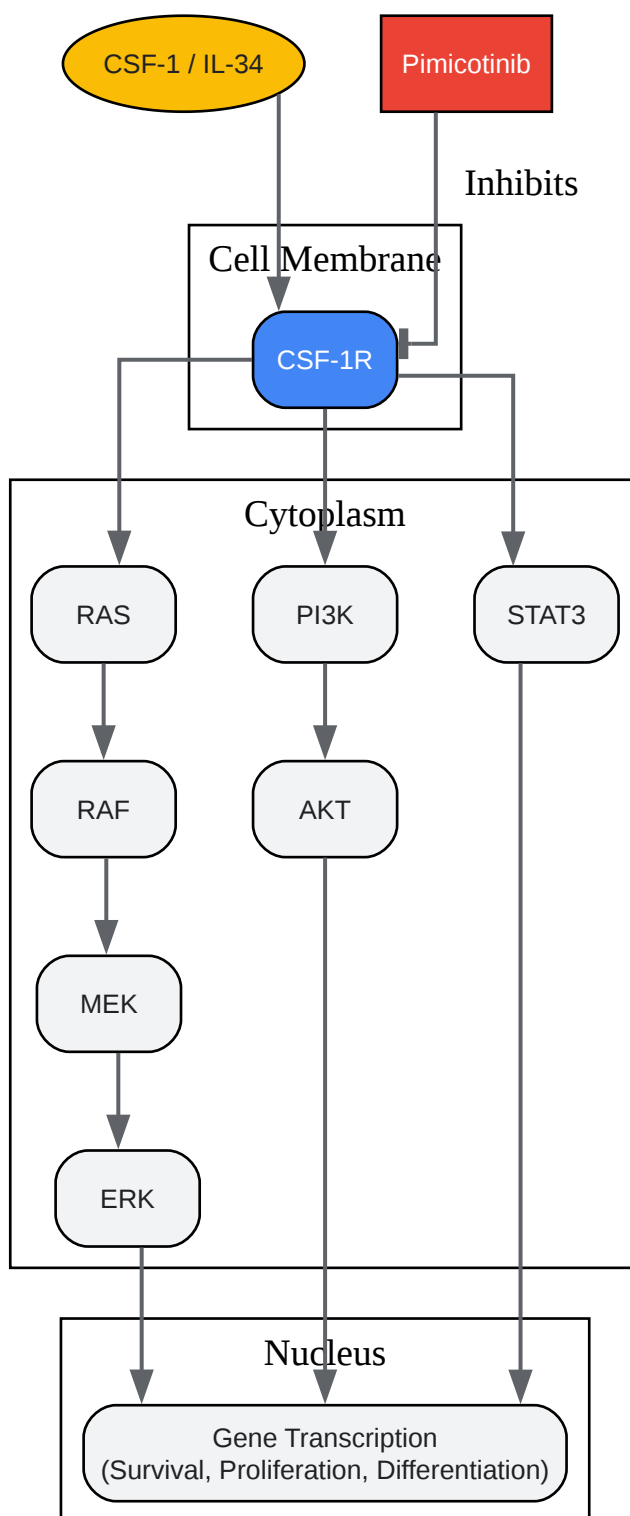 CSF-1 / IL-34
Pimicotinib
Inhibits
Cell Membrane
CSF-1R
Cytoplasm
RAS
PI3K
STAT3
RAF
AKT
MEK
ERK
Nucleus
Gene Transcription
(Survival, Proliferation, Differentiation)